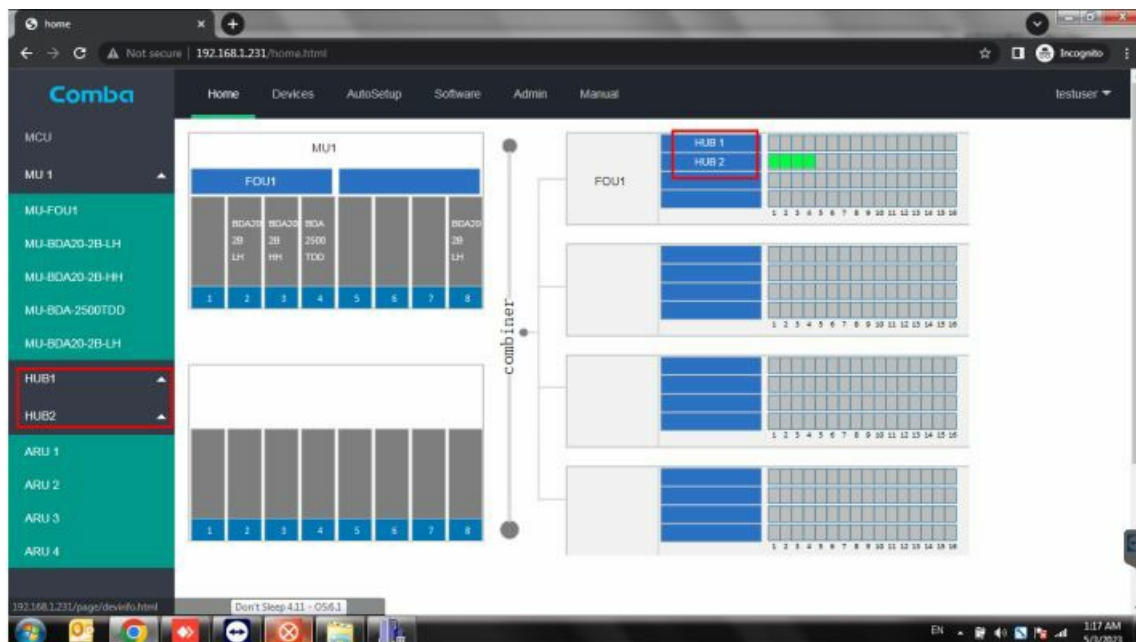 home
Not secure | 192.168.1.231/home.html
Incognito
Comba
Home Devices AutoSetup Software Admin Manual
testuser
MCU
MU 1
MU-FOU1
MU-BDA20-2B-LH
MU-BDA20-2B-HH
MU-BDA-2500TDD
MU-BDA20-2B-LH
HUB1
HUB2
ARU 1
ARU 2
ARU 3
ARU 4
MU1
FOU1
BDA20 2B LH
BDA20 2B HH
BDA 2500 TDD
BDA20 2B LH
1 2 3 4 5 6 7 8
1 2 3 4 5 6 7 8
combiner
FOU1
HUB 1
HUB 2
1 2 3 4 5 6 7 8 9 10 11 12 13 14 15 16
1 2 3 4 5 6 7 8 9 10 11 12 13 14 15 16
1 2 3 4 5 6 7 8 9 10 11 12 13 14 15 16
1 2 3 4 5 6 7 8 9 10 11 12 13 14 15 16
192.168.1.231/page/devinfo.html
Don't Sleep 4.11 - OS:6.1
EN
1:17 AM
5/3/2023